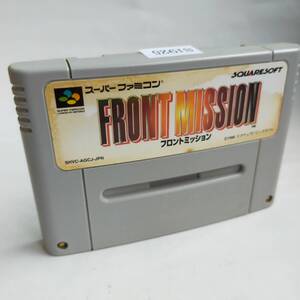 81926
スーパーファミコン
SQUARESOFT
FRONT MISSION
フロントミッション
SHVC-AGCJ-JPN